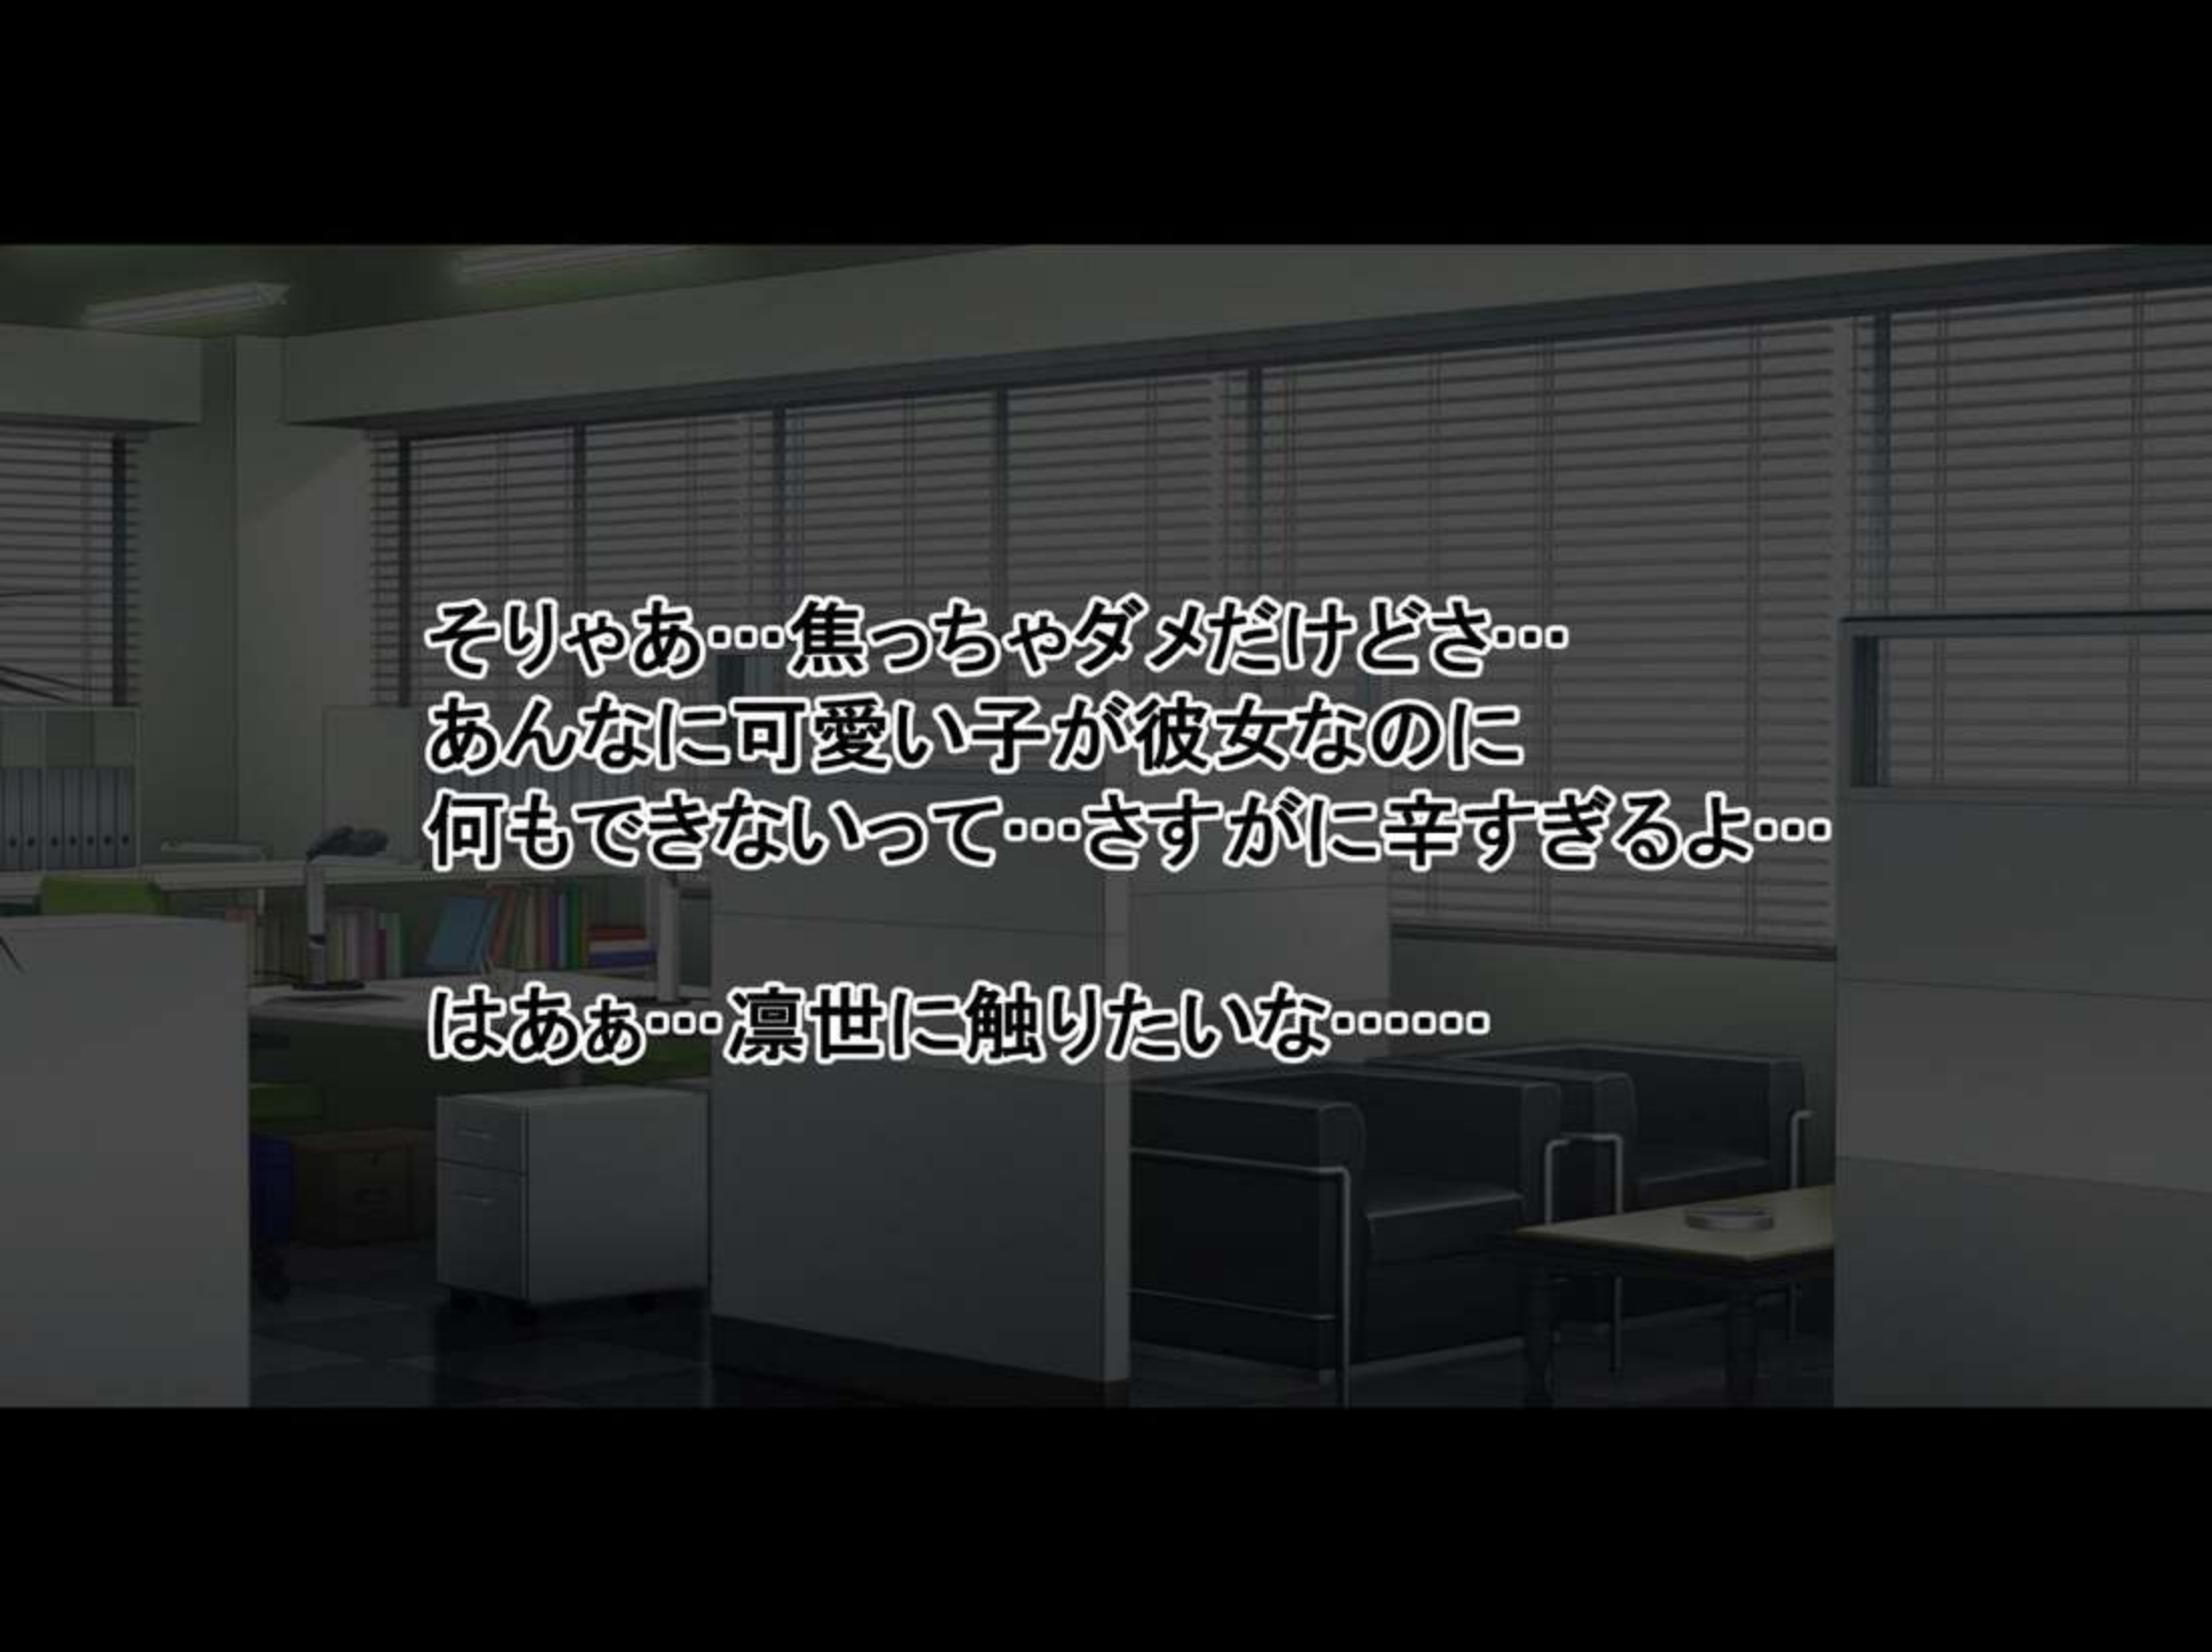 そりゃあ…焦っちゃダメだけどさ…
あんなに可愛い子が彼女なのに
何もできないって…さすがに辛すぎるよ…
はあぁ…凛世に触りたいな……